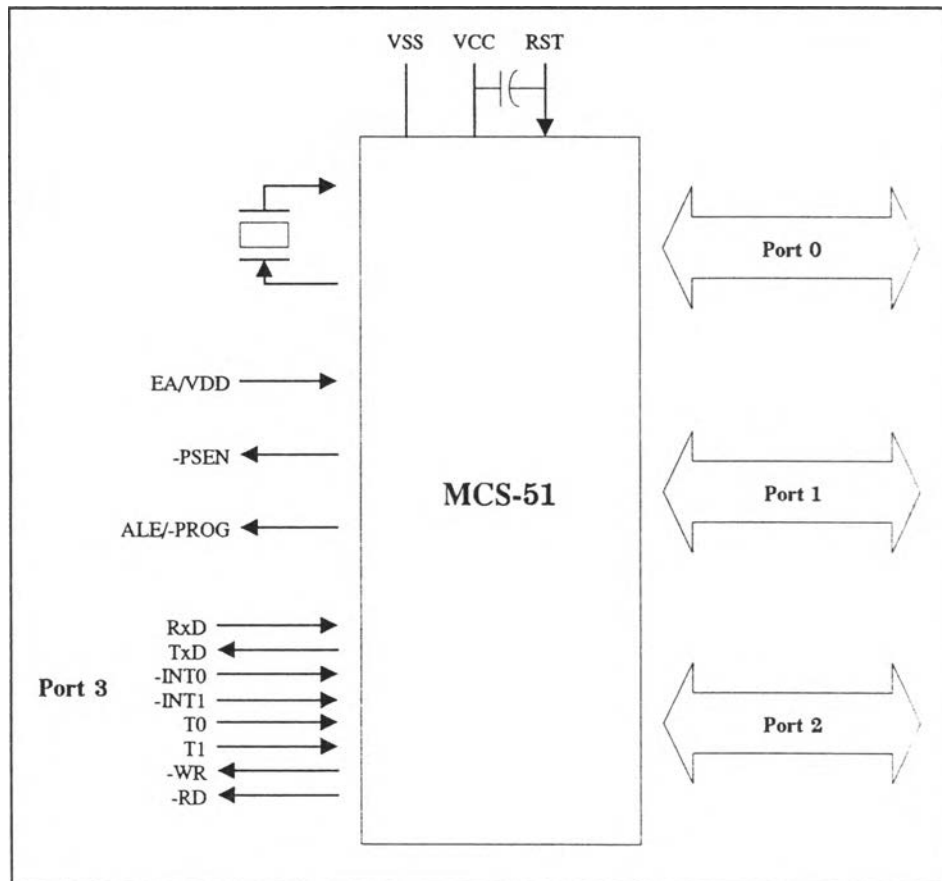 VSS VCC RST
Port 0
EA/VDD
-PSEN
MCS-51
Port 1
ALE/-PROG
Port 3
RxD
TxD
-INT0
-INT1
T0
T1
-WR
-RD
Port 2